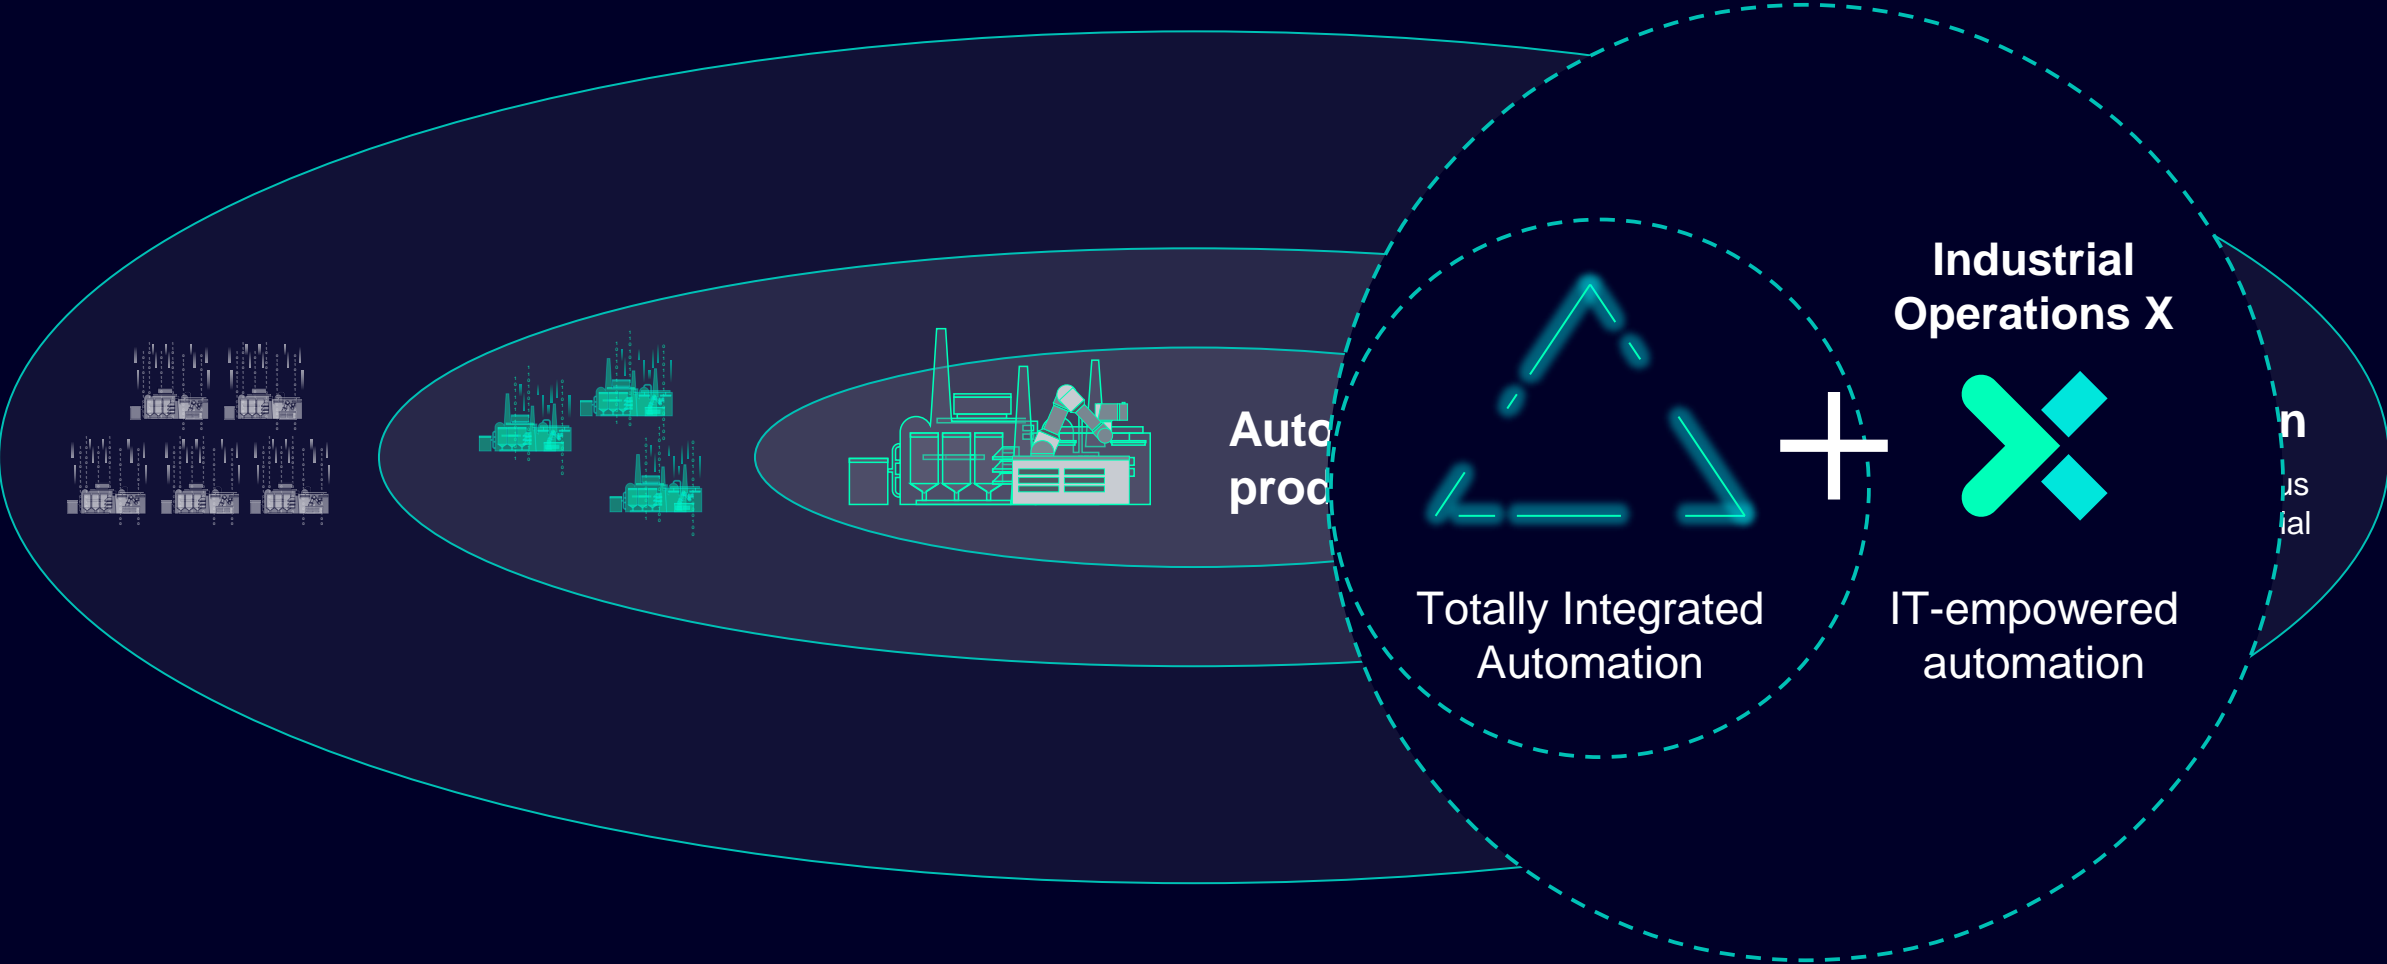 Industrial
Operations X
Totally Integrated
Automation
IT-empowered
automation